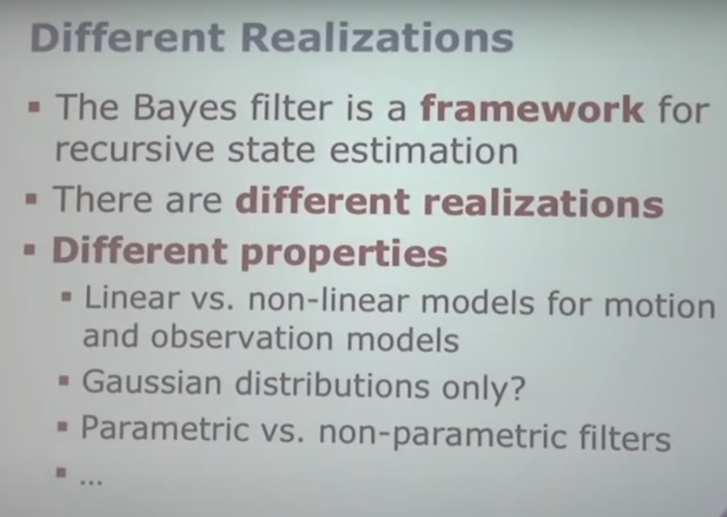 Different Realizations
▪ The Bayes filter is a framework for
recursive state estimation
▪ There are different realizations
▪ Different properties
▪ Linear vs. non-linear models for motion
and observation models
▪ Gaussian distributions only?
▪ Parametric vs. non-parametric filters
▪ ...